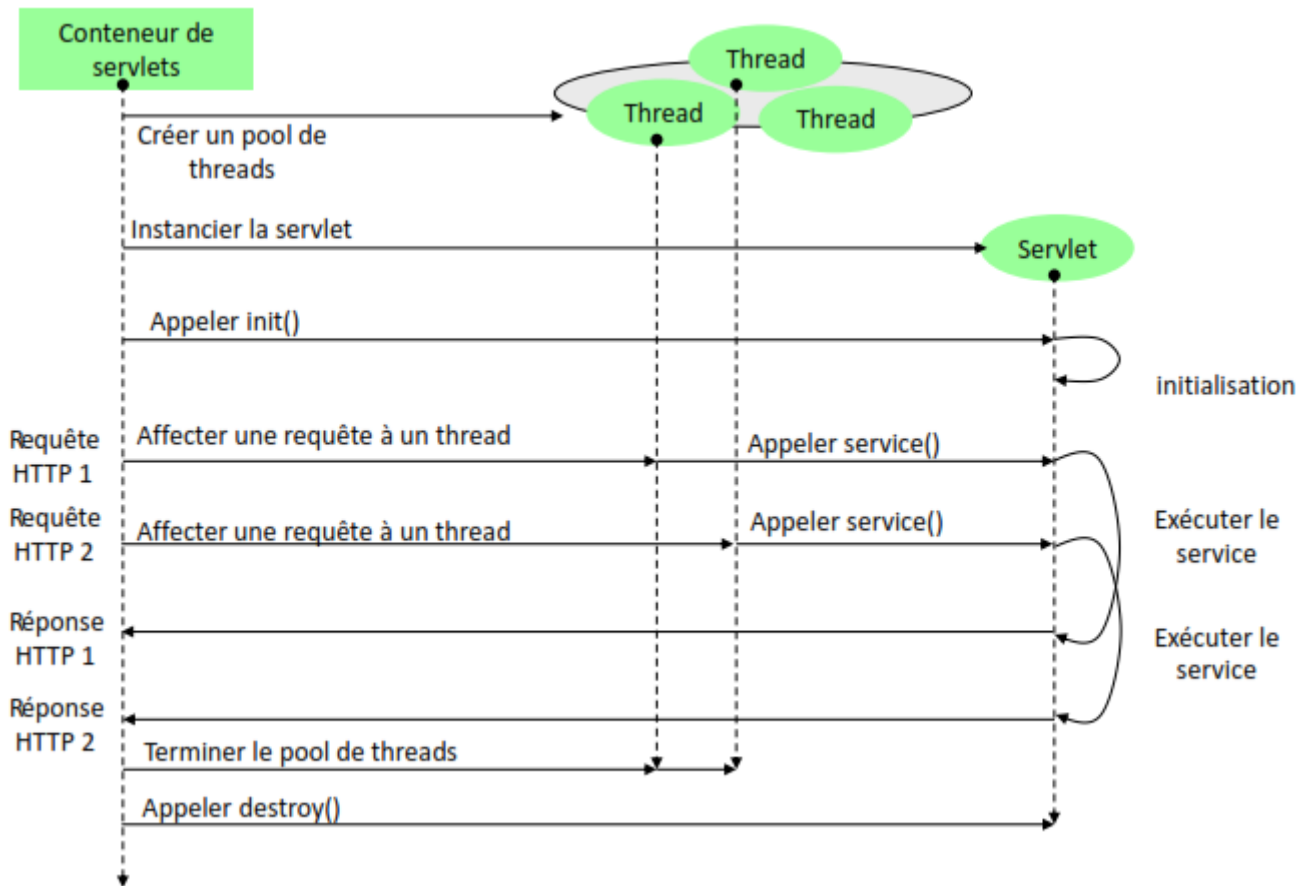 Conteneur de
servlets
Thread
Thread
Thread
Créer un pool de
threads
Instancier la servlet
Servlet
Appeler init()
initialisation
Requête
HTTP 1
Affecter une requête à un thread
Appeler service()
Requête
HTTP 2
Affecter une requête à un thread
Appeler service()
Exécuter le
service
Réponse
HTTP 1
Exécuter le
service
Réponse
HTTP 2
Terminer le pool de threads
Appeler destroy()